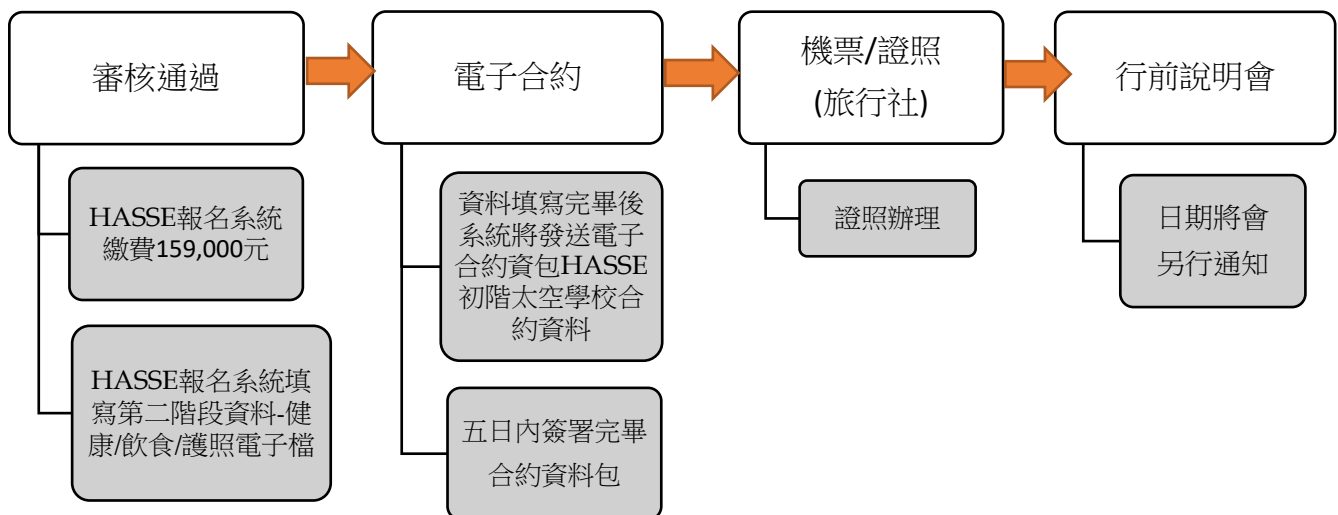 審核通過
HASSE報名系統
繳費159,000元
HASSE報名系統填
寫第二階段資料-健
康/飲食/護照電子檔
電子合約
資料填寫完畢後
系統將發送電子
合約資包HASSE
初階太空學校合
約資料
五日內簽署完畢
合約資料包
機票/證照
(旅行社)
證照辦理
行前說明會
日期將會
另行通知